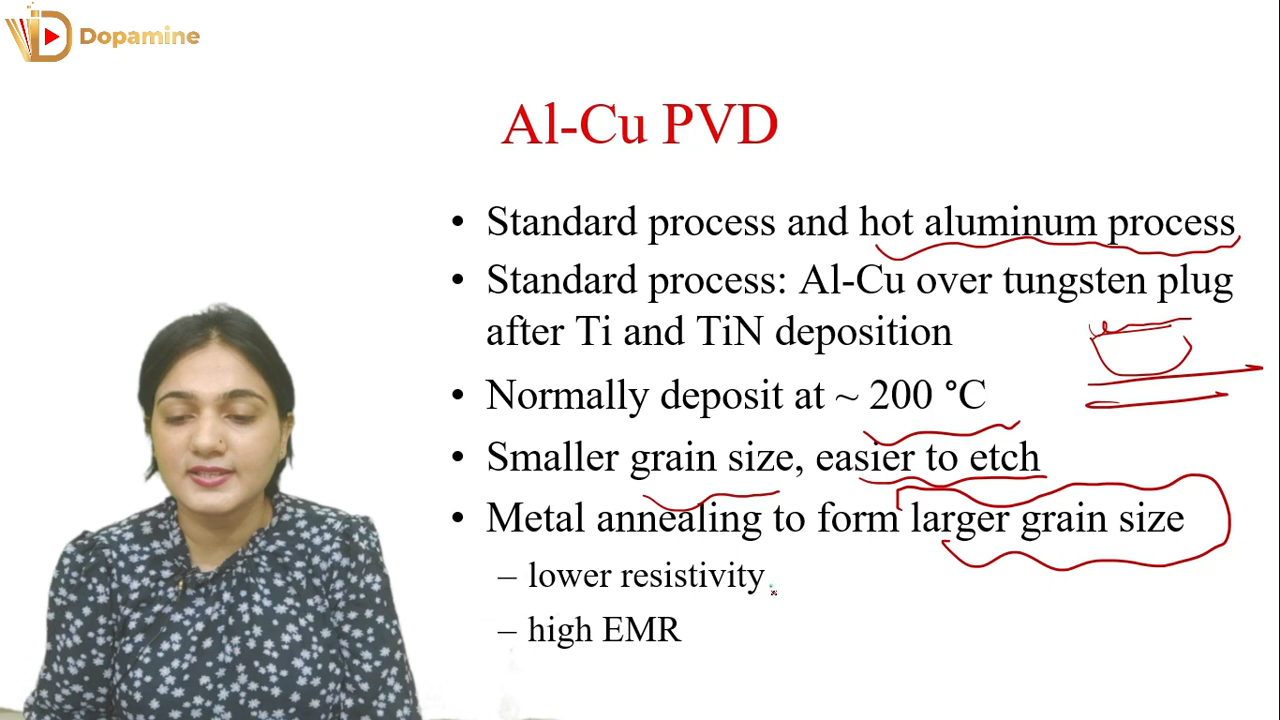 Dopamine
Al-Cu PVD
• Standard process and hot aluminum process
• Standard process: Al-Cu over tungsten plug
after Ti and TiN deposition
• Normally deposit at ~ 200 °C
• Smaller grain size, easier to etch
• Metal annealing to form larger grain size
– lower resistivity
– high EMR